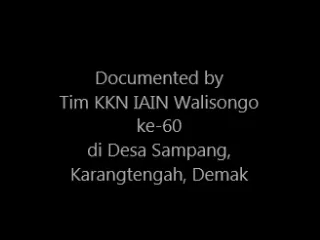 Documented by
Tim KKN IAIN Walisongo
ke-60
di Desa Sampang,
Karangtengah, Demak